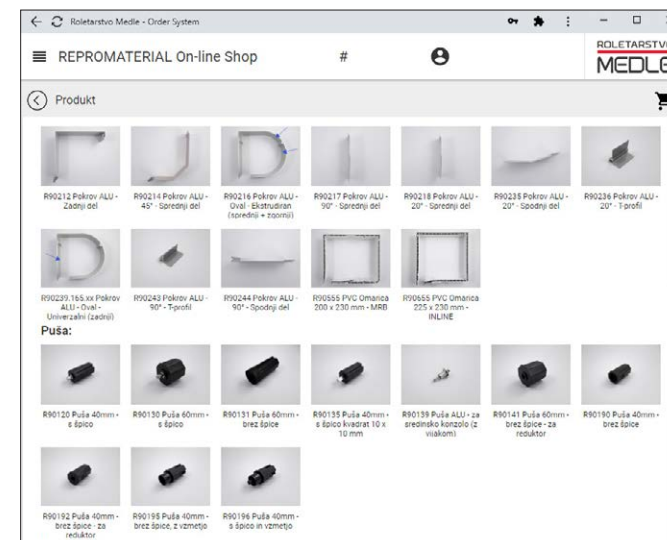 Roletarstvo Medle - Order System
REPROMATERIAL On-line Shop
#
ROLETARSTV
MEDLE
Produkt
R90212 Pokrov ALU -
Zadnji del
R90214 Pokrov ALU -
45° - Sprednji del
R90216 Pokrov ALU -
Oval - Ekstrudiran
(sprednji + zgornji)
R90217 Pokrov ALU -
90° - Sprednji del
R90218 Pokrov ALU -
20° - Sprednji del
R90235 Pokrov ALU -
20° - Spodnji del
R90236 Pokrov ALU -
20° - T-profil
R90239.165.xx Pokrov
ALU - Oval -
Univerzalni (zadnji)
R90243 Pokrov ALU -
90° - T-profil
R90244 Pokrov ALU -
90° - Spodnji del
R90555 PVC Omarica
200 x 230 mm - MRB
R90655 PVC Omarica
225 x 230 mm -
INLINE
Puša:
R90120 Puša 40mm -
s špico
R90130 Puša 60mm -
s špico
R90131 Puša 60mm -
brez špice
R90135 Puša 40mm -
s špico kvadrat 10 x
10 mm
R90139 Puša ALU - za
sredinsko konzolo (z
vijakom)
R90141 Puša 60mm -
brez špice - za
reduktor
R90190 Puša 40mm -
brez špice
R90192 Puša 40mm -
brez špice - za
reduktor
R90195 Puša 40mm -
brez špice, z vzmetjo
R90196 Puša 40mm -
s špico in vzmetjo